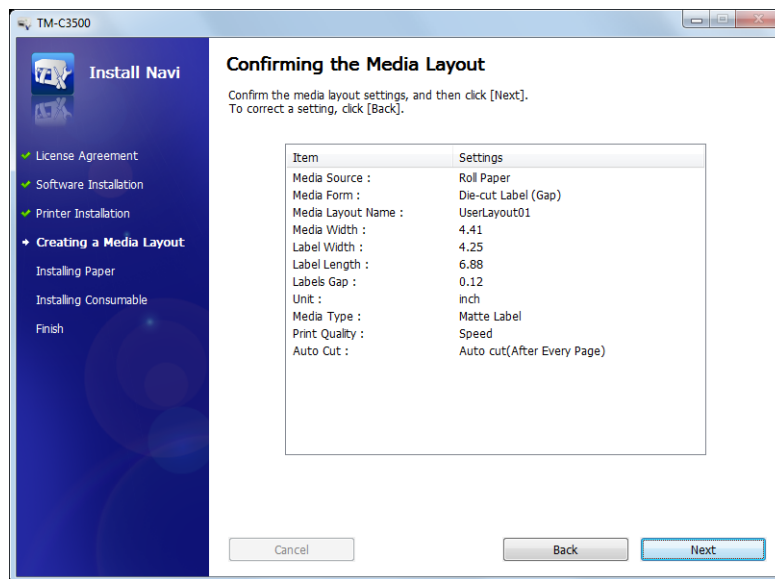 TM-C3500
Install Navi
License Agreement
Software Installation
Printer Installation
Creating a Media Layout
Installing Paper
Installing Consumable
Finish
Confirming the Media Layout
Confirm the media layout settings, and then click [Next].
To correct a setting, click [Back].
Item Settings
Media Source : Roll Paper
Media Form : Die-cut Label (Gap)
Media Layout Name : UserLayout01
Media Width : 4.41
Label Width : 4.25
Label Length : 6.88
Labels Gap : 0.12
Unit : inch
Media Type : Matte Label
Print Quality : Speed
Auto Cut : Auto cut(After Every Page)
Cancel Back Next